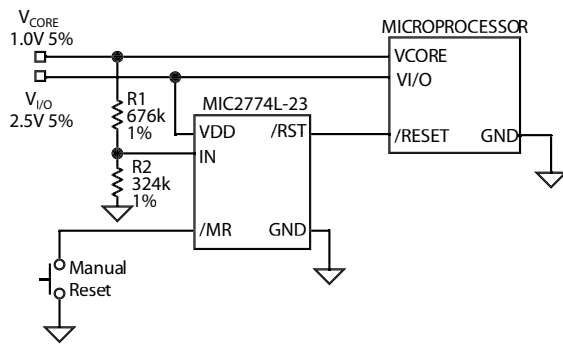 VCORE
1.0V 5%
VI/O
2.5V 5%
R1
676k
1%
R2
324k
1%
MIC2774L-23
VDD
/RST
IN
/MR
GND
Manual
Reset
MICROPROCESSOR
VCORE
VI/O
/RESET
GND